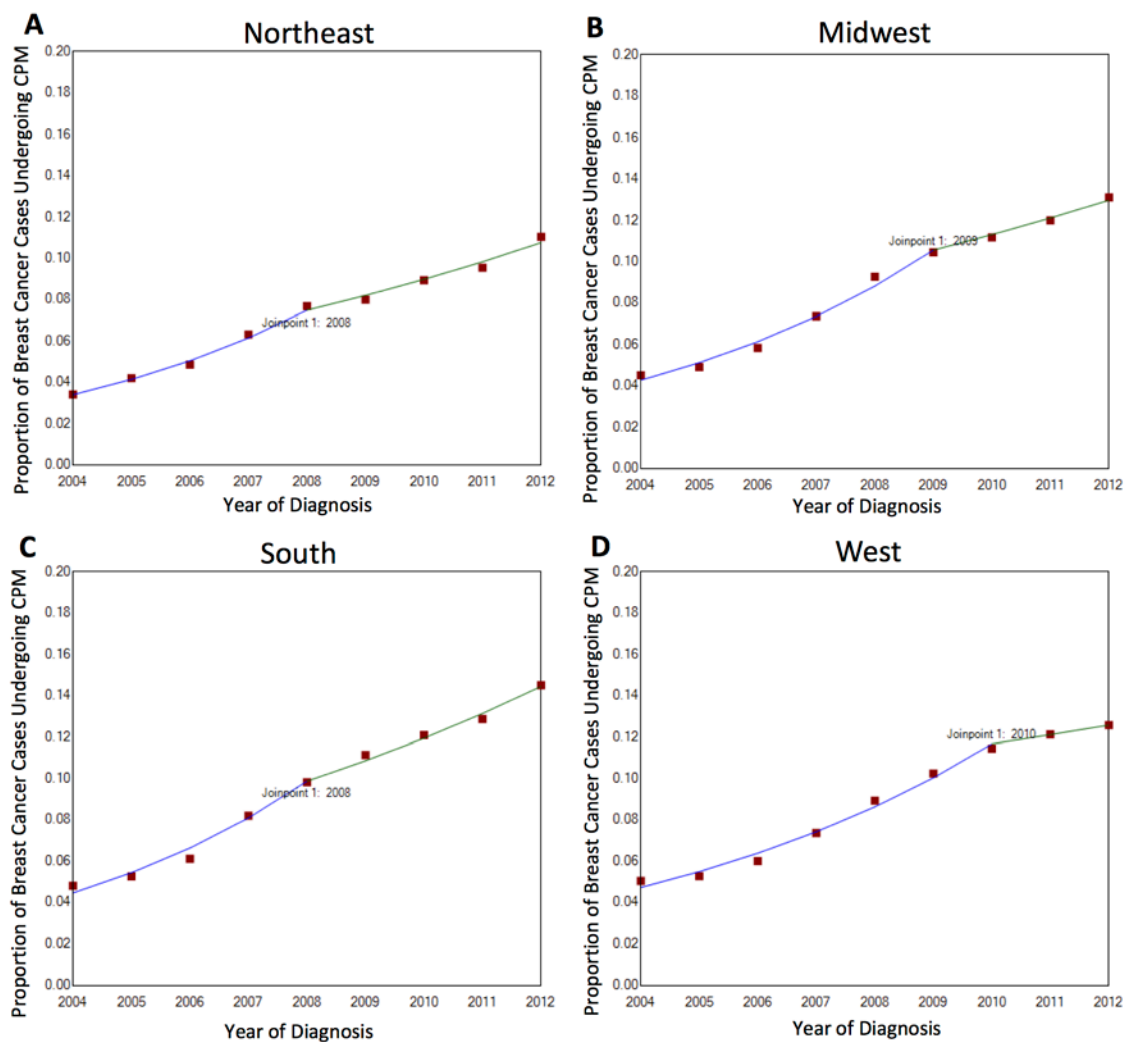 A
Northeast
Proportion of Breast Cancer Cases Undergoing CPM
0.20
0.18
0.16
0.14
0.12
0.10
0.08
0.06
0.04
0.02
0.00
Joinpoint 1: 2008
2004 2005 2006 2007 2008 2009 2010 2011 2012
Year of Diagnosis
B
Midwest
Proportion of Breast Cancer Cases Undergoing CPM
0.20
0.18
0.16
0.14
0.12
0.10
0.08
0.06
0.04
0.02
0.00
Joinpoint 1: 2009
2004 2005 2006 2007 2008 2009 2010 2011 2012
Year of Diagnosis
C
South
Proportion of Breast Cancer Cases Undergoing CPM
0.20
0.18
0.16
0.14
0.12
0.10
0.08
0.06
0.04
0.02
0.00
Joinpoint 1: 2008
2004 2005 2006 2007 2008 2009 2010 2011 2012
Year of Diagnosis
D
West
Proportion of Breast Cancer Cases Undergoing CPM
0.20
0.18
0.16
0.14
0.12
0.10
0.08
0.06
0.04
0.02
0.00
Joinpoint 1: 2010
2004 2005 2006 2007 2008 2009 2010 2011 2012
Year of Diagnosis